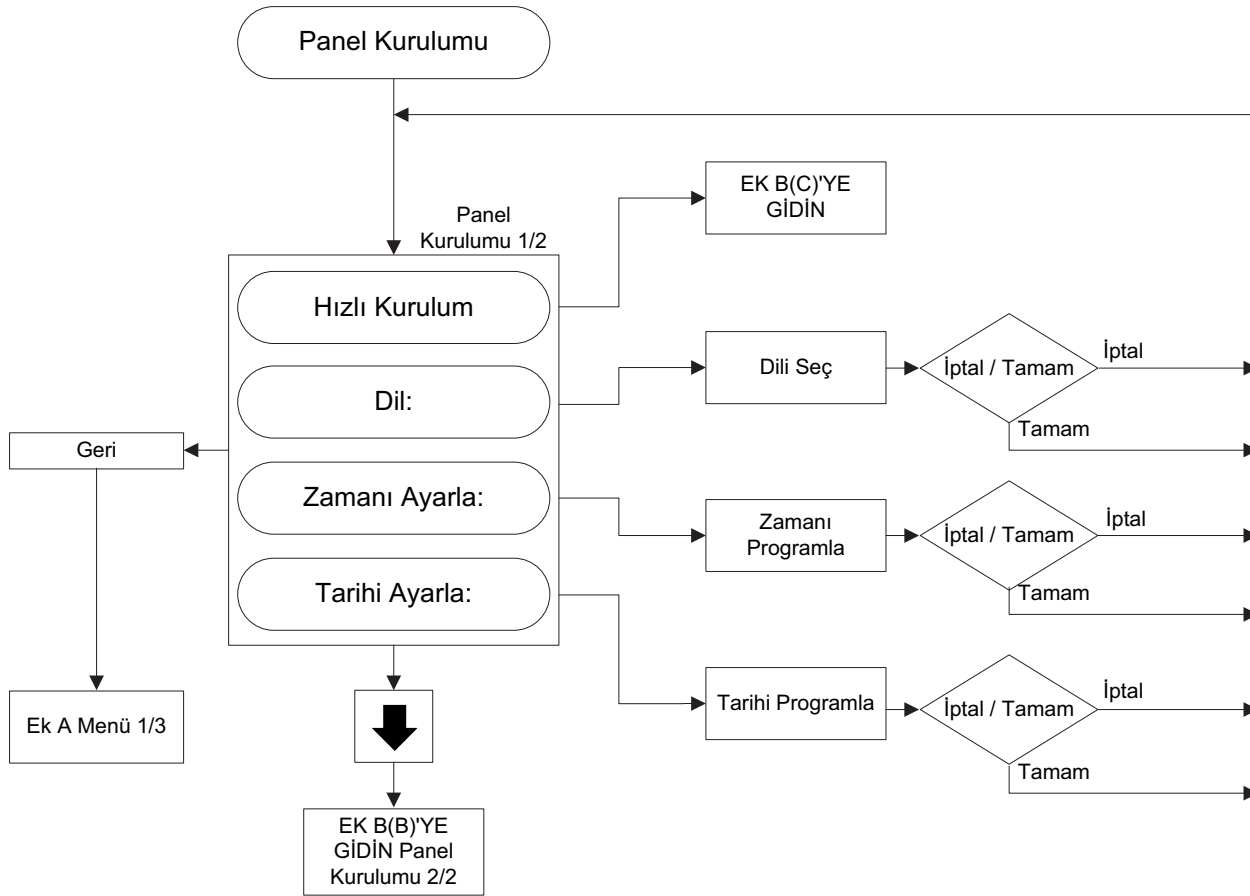 Panel Kurulumu
EK B(C)'YE
GİDİN
Panel
Kurulumu 1/2
Hızlı Kurulum
Dili Seç
İptal / Tamam
İptal
Tamam
Dil:
Geri
Zamanı Ayarla:
Zamanı
Programla
İptal / Tamam
İptal
Tamam
Tarihi Ayarla:
Tarihi Programla
İptal / Tamam
İptal
Tamam
Ek A Menü 1/3
EK B(B)'YE
GİDİN Panel
Kurulumu 2/2